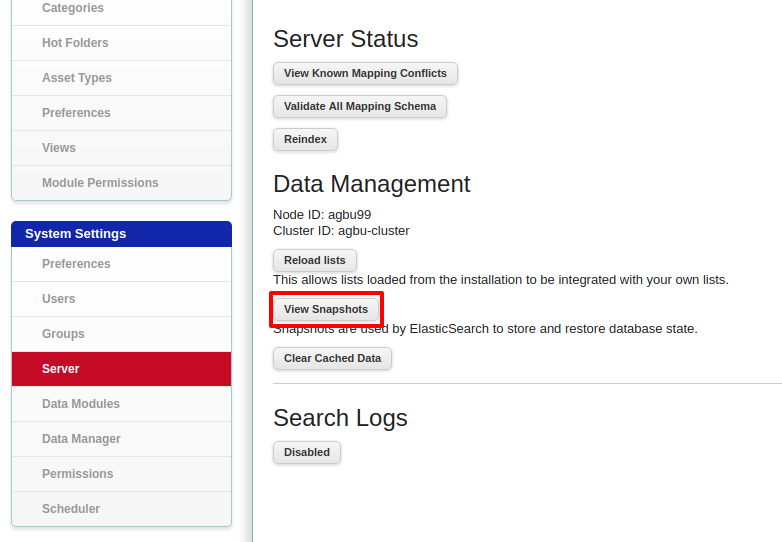 Categories
Hot Folders
Asset Types
Preferences
Views
Module Permissions
System Settings
Preferences
Users
Groups
Server
Data Modules
Data Manager
Permissions
Scheduler
Server Status
View Known Mapping Conflicts
Validate All Mapping Schema
Reindex
Data Management
Node ID: agbu99
Cluster ID: agbu-cluster
Reload lists
This allows lists loaded from the installation to be integrated with your own lists.
View Snapshots
Snapshots are used by ElasticSearch to store and restore database state.
Clear Cached Data
Search Logs
Disabled